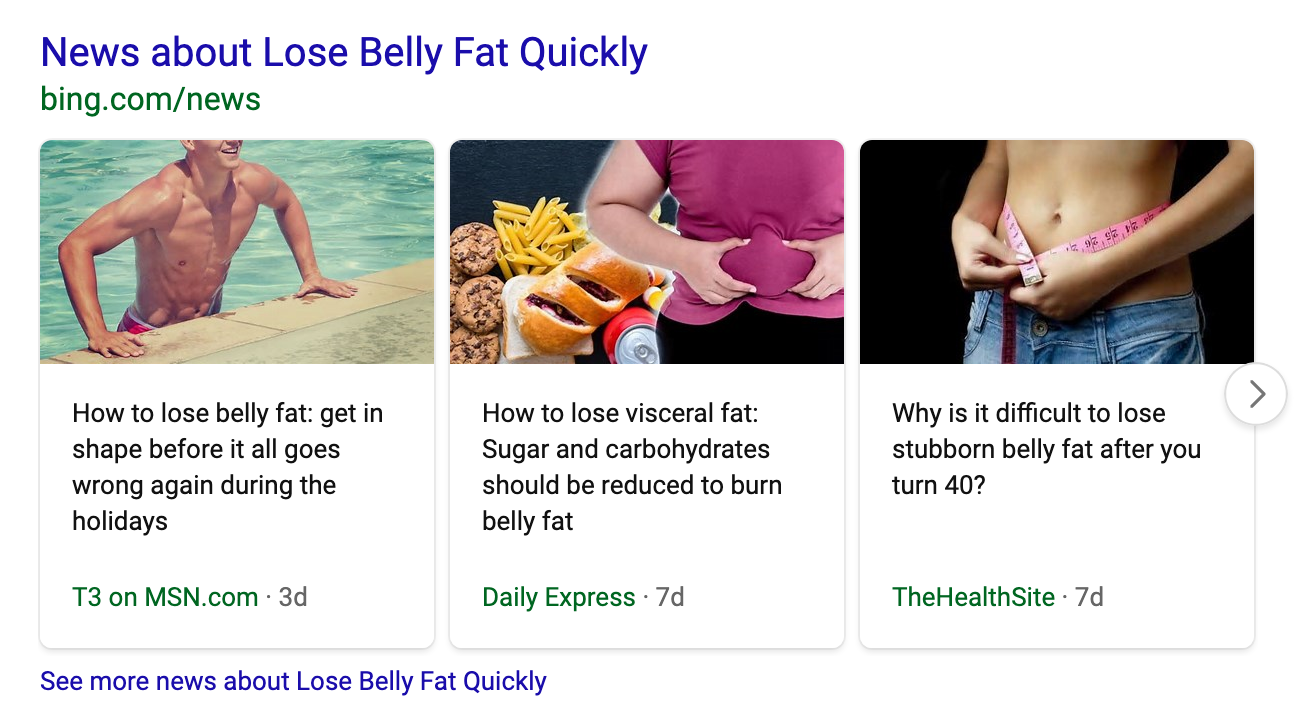 News about Lose Belly Fat Quickly
bing.com/news
How to lose belly fat: get in
shape before it all goes
wrong again during the
holidays
T3 on MSN.com · 3d
How to lose visceral fat:
Sugar and carbohydrates
should be reduced to burn
belly fat
Daily Express · 7d
Why is it difficult to lose
stubborn belly fat after you
turn 40?
TheHealthSite · 7d
See more news about Lose Belly Fat Quickly